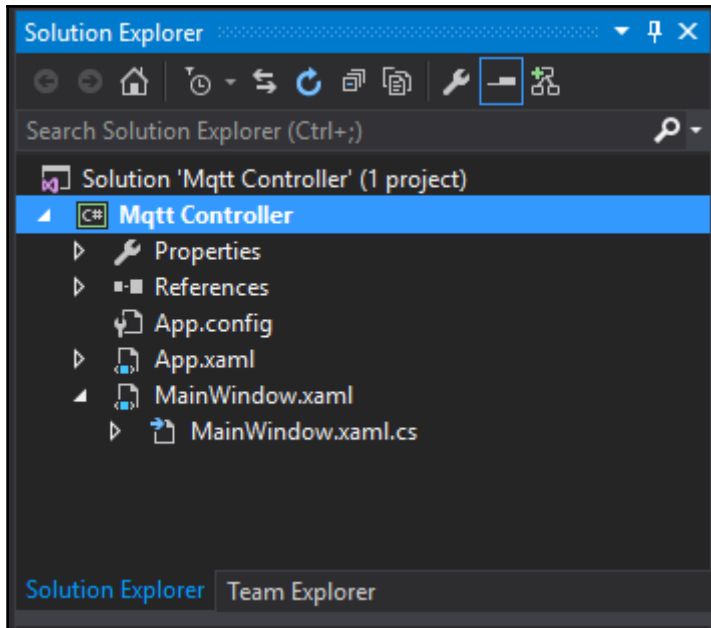 Solution Explorer
Search Solution Explorer (Ctrl+;)
Solution 'Mqtt Controller' (1 project)
C# Mqtt Controller
Properties
References
App.config
App.xaml
MainWindow.xaml
MainWindow.xaml.cs
Solution Explorer Team Explorer